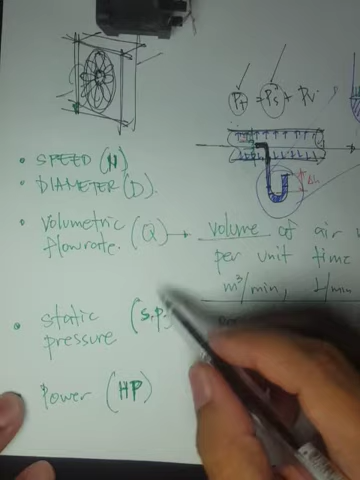 PT = Ps + Pv
Δh
• SPEED (N)
• DIAMETER (D).
• Volumetric flowrate. (Q) → volume of air
per unit time
m³/min, L/min
• static pressure (s.p.)
Power (HP)